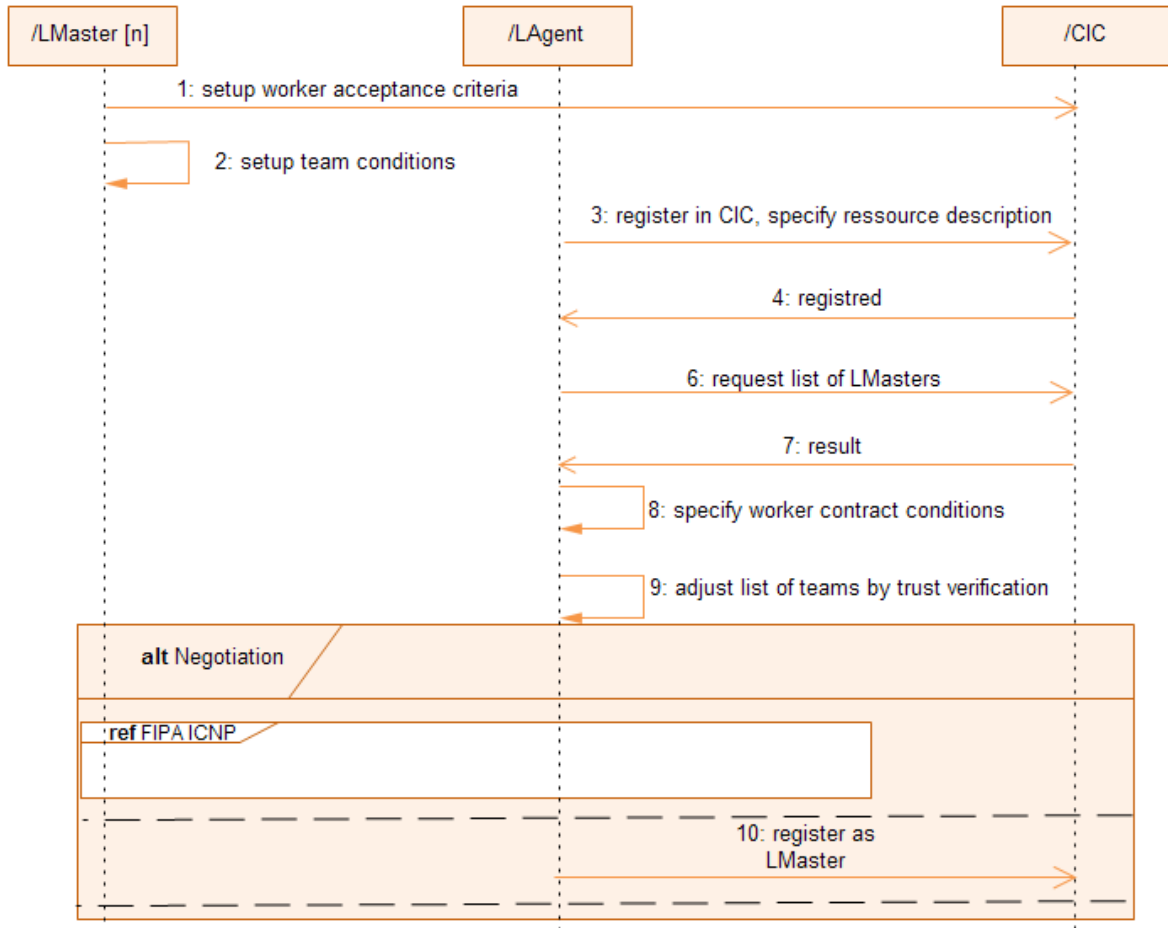 /LMaster [n]
/LAgent
/CIC
1: setup worker acceptance criteria
2: setup team conditions
3: register in CIC, specify ressource description
4: registred
6: request list of LMasters
7: result
8: specify worker contract conditions
9: adjust list of teams by trust verification
alt Negotiation
ref FIPA ICNP
10: register as
LMaster